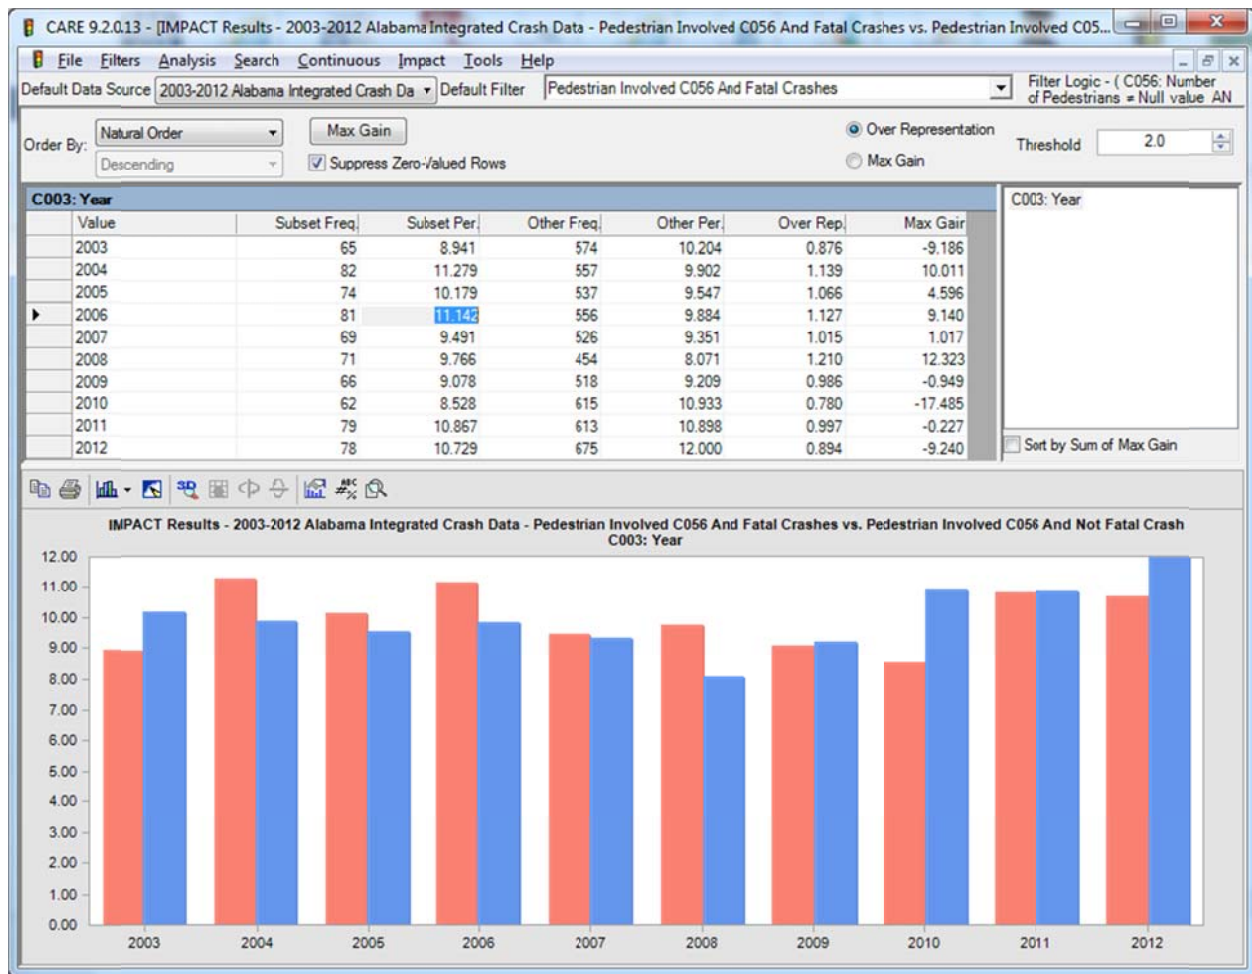 CARE 9.2.0.13 - [IMPACT Results - 2003-2012 Alabama Integrated Crash Data - Pedestrian Involved C056 And Fatal Crashes vs. Pedestrian Involved C05...
File Filters Analysis Search Continuous Impact Tools Help
Default Data Source 2003-2012 Alabama Integrated Crash Da Default Filter Pedestrian Involved C056 And Fatal Crashes Filter Logic - ( C056: Number
of Pedestrians ≠ Null value AN
Order By: Natural Order Max Gain Over Representation Threshold 2.0
Descending Suppress Zero-Valued Rows Max Gain
C003: Year C003: Year
Value Subset Freq. Subset Per. Other Freq. Other Per. Over Rep. Max Gain
2003 65 8.941 574 10.204 0.876 -9.186
2004 82 11.279 557 9.902 1.139 10.011
2005 74 10.179 537 9.547 1.066 4.596
2006 81 11.142 556 9.884 1.127 9.140
2007 69 9.491 526 9.351 1.015 1.017
2008 71 9.766 454 8.071 1.210 12.323
2009 66 9.078 518 9.209 0.986 -0.949
2010 62 8.528 615 10.933 0.780 -17.485
2011 79 10.867 613 10.898 0.997 -0.227
2012 78 10.729 675 12.000 0.894 -9.240 Sort by Sum of Max Gain
3D ABC #%
IMPACT Results - 2003-2012 Alabama Integrated Crash Data - Pedestrian Involved C056 And Fatal Crashes vs. Pedestrian Involved C056 And Not Fatal Crash
C003: Year
12.00
11.00
10.00
9.00
8.00
7.00
6.00
5.00
4.00
3.00
2.00
1.00
0.00
2003 2004 2005 2006 2007 2008 2009 2010 2011 2012